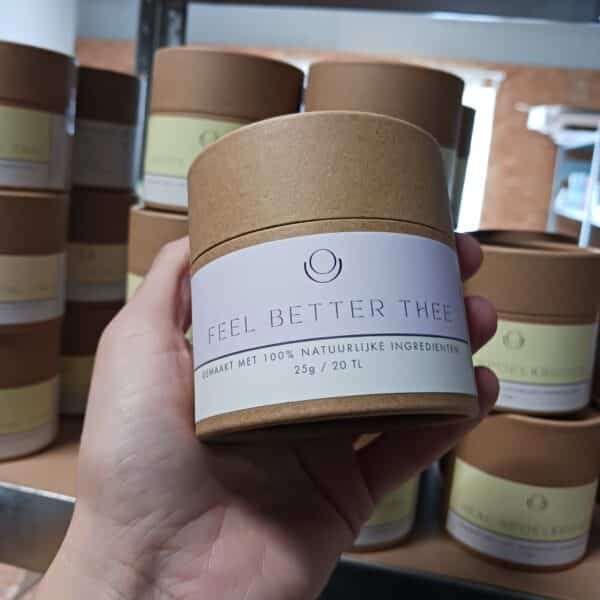 FEEL BETTER THEE
GEMAAKT MET 100% NATUURLIJKE INGREDIENTEN
25g / 20 TL